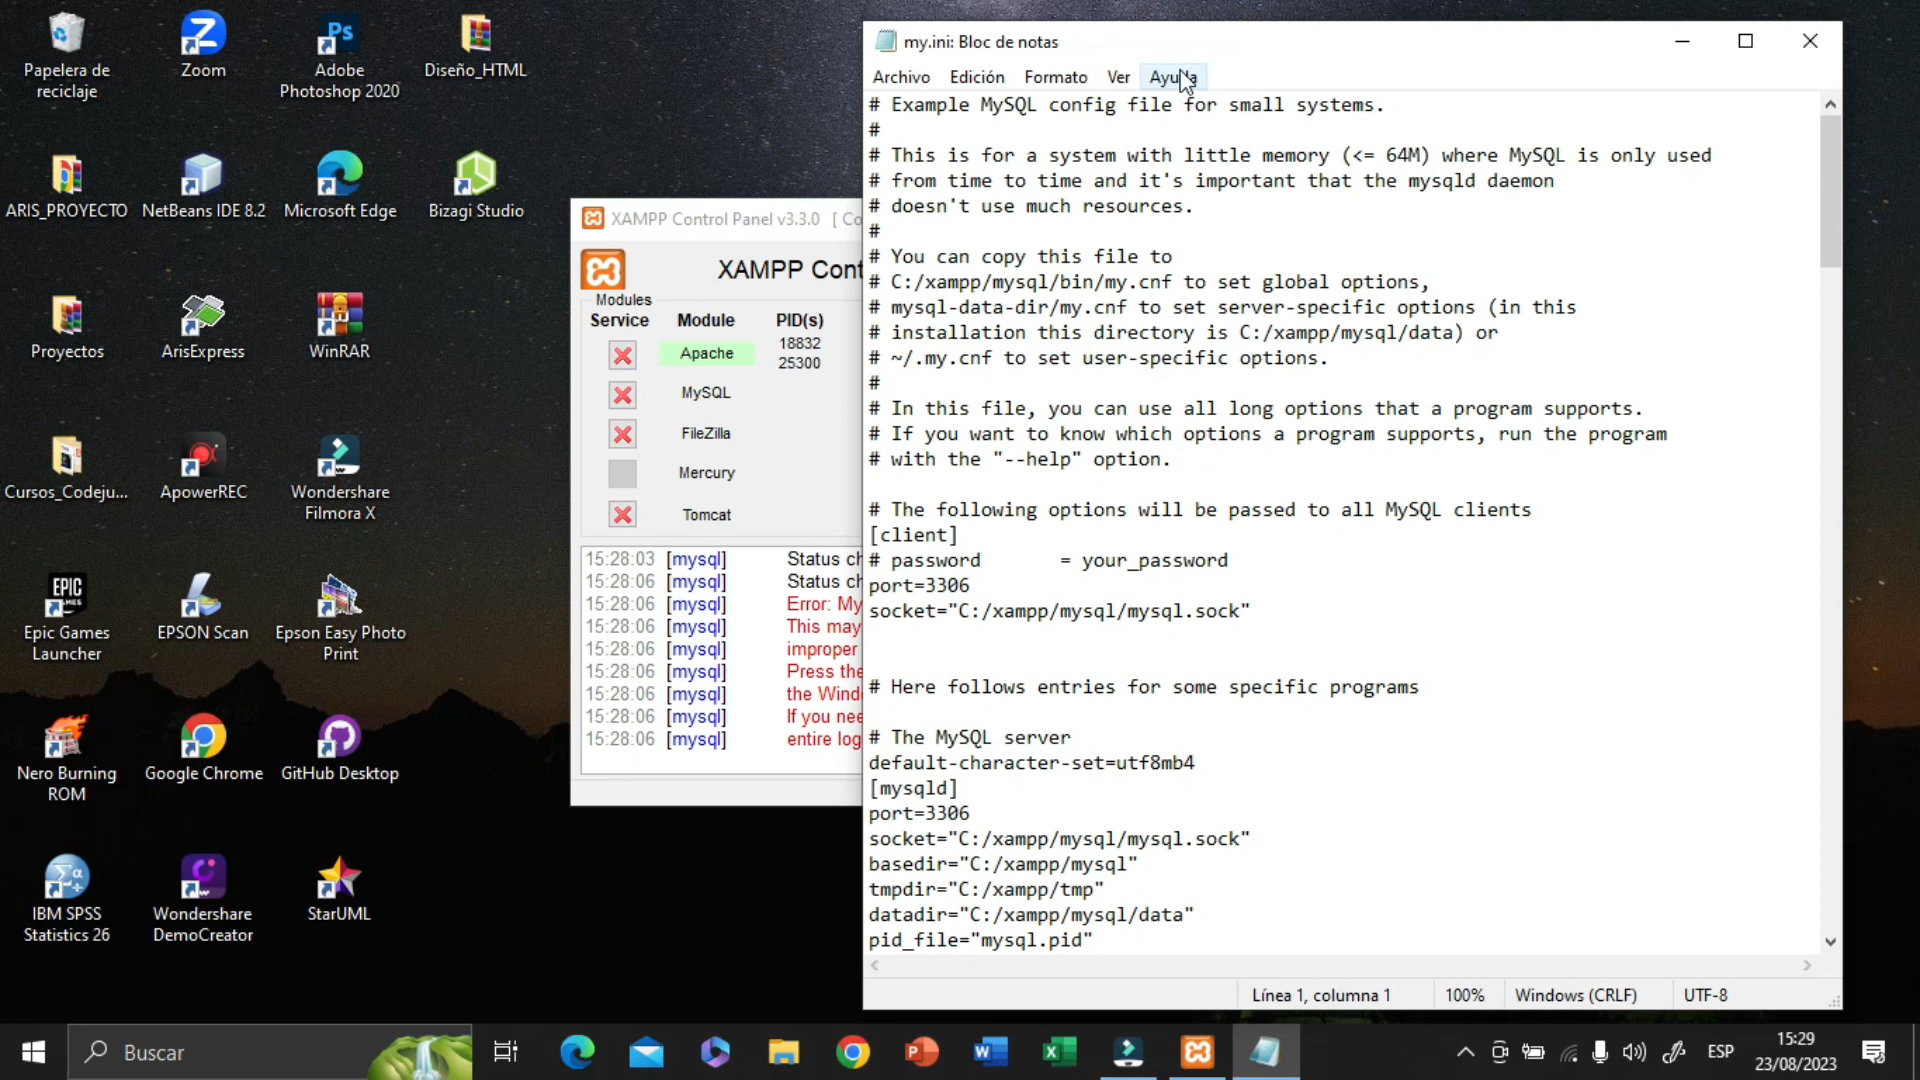 Papelera de
reciclaje
Zoom
Adobe
Photoshop 2020
Diseño_HTML
ARIS_PROYECTO
NetBeans IDE 8.2
Microsoft Edge
Bizagi Studio
Proyectos
ArisExpress
WinRAR
Cursos_Codeju...
ApowerREC
Wondershare
Filmora X
Epic Games
Launcher
EPSON Scan
Epson Easy Photo
Print
Nero Burning
ROM
Google Chrome
GitHub Desktop
IBM SPSS
Statistics 26
Wondershare
DemoCreator
StarUML
XAMPP Control Panel v3.3.0 [ Co
XAMPP Cont
Modules
Service Module PID(s)
Apache 18832
25300
MySQL
FileZilla
Mercury
Tomcat
15:28:03 [mysql] Status ch
15:28:06 [mysql] Status ch
15:28:06 [mysql] Error: My
15:28:06 [mysql] This may
15:28:06 [mysql] improper
15:28:06 [mysql] Press the
15:28:06 [mysql] the Wind
15:28:06 [mysql] If you nee
15:28:06 [mysql] entire log
my.ini: Bloc de notas
Archivo Edición Formato Ver Ayuda
# Example MySQL config file for small systems.
#
# This is for a system with little memory (<= 64M) where MySQL is only used
# from time to time and it's important that the mysqld daemon
# doesn't use much resources.
#
# You can copy this file to
# C:/xampp/mysql/bin/my.cnf to set global options,
# mysql-data-dir/my.cnf to set server-specific options (in this
# installation this directory is C:/xampp/mysql/data) or
# ~/.my.cnf to set user-specific options.
#
# In this file, you can use all long options that a program supports.
# If you want to know which options a program supports, run the program
# with the "--help" option.
# The following options will be passed to all MySQL clients
[client]
# password = your_password
port=3306
socket="C:/xampp/mysql/mysql.sock"
# Here follows entries for some specific programs
# The MySQL server
default-character-set=utf8mb4
[mysqld]
port=3306
socket="C:/xampp/mysql/mysql.sock"
basedir="C:/xampp/mysql"
tmpdir="C:/xampp/tmp"
datadir="C:/xampp/mysql/data"
pid_file="mysql.pid"
Línea 1, columna 1 100% Windows (CRLF) UTF-8
Buscar
ESP
15:29
23/08/2023